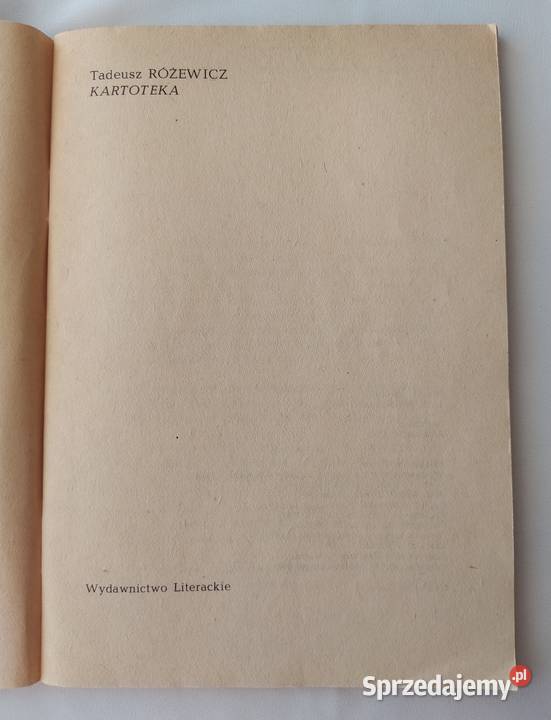 Tadeusz RÓŻEWICZ
KARTOTEKA
Wydawnictwo Literackie
Sprzedajemy.pl